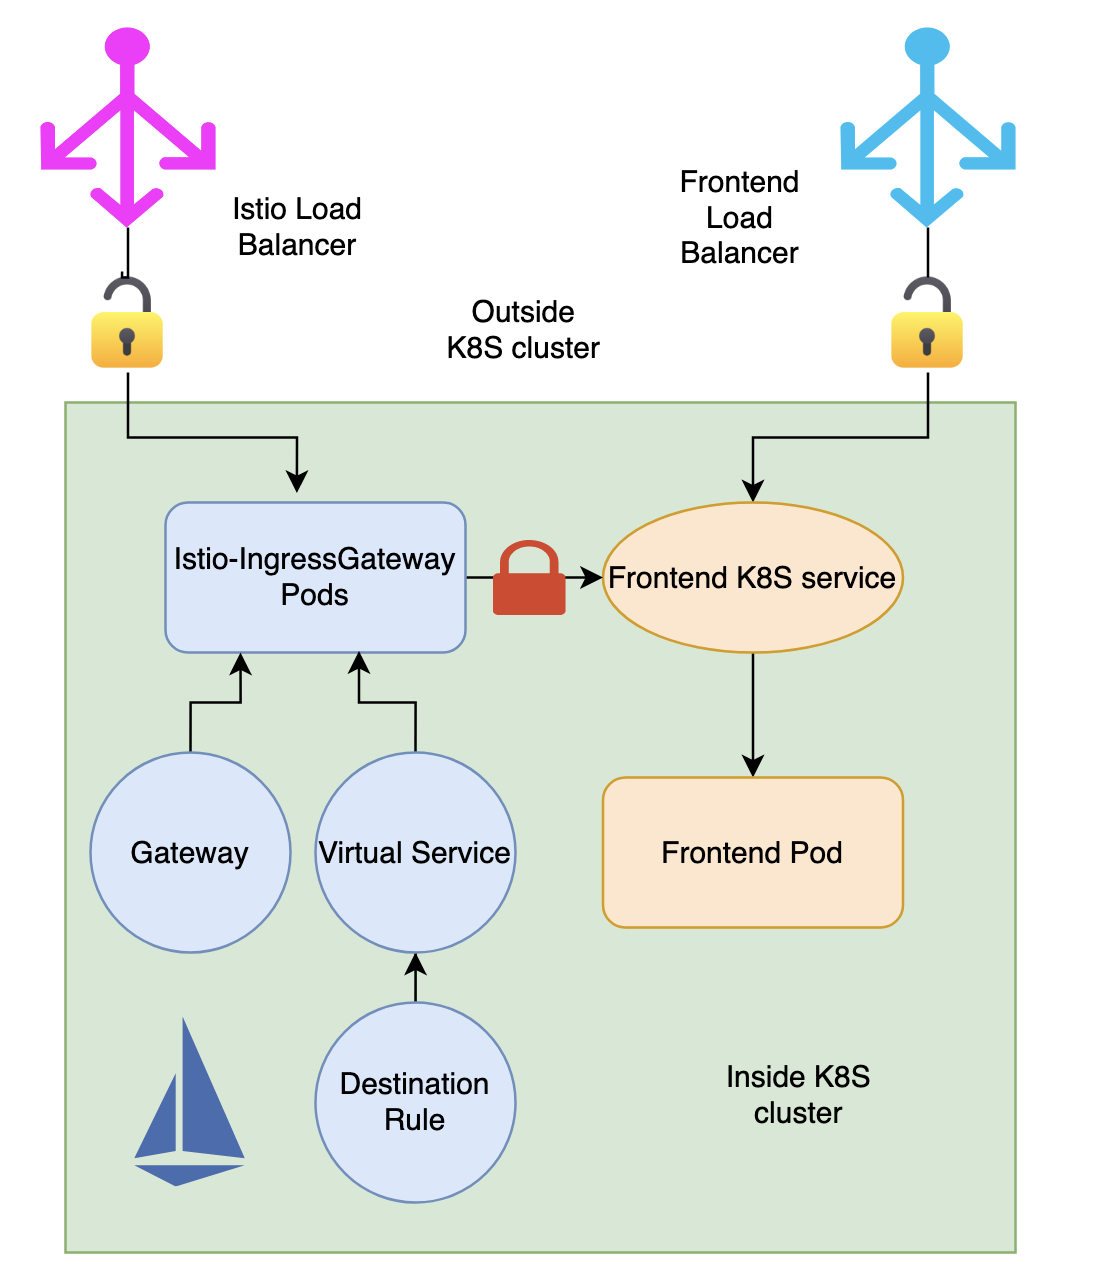 Istio Load
Balancer
Frontend
Load
Balancer
Outside
K8S cluster
Istio-IngressGateway
Pods
Frontend K8S service
Gateway
Virtual Service
Frontend Pod
Destination
Rule
Inside K8S
cluster